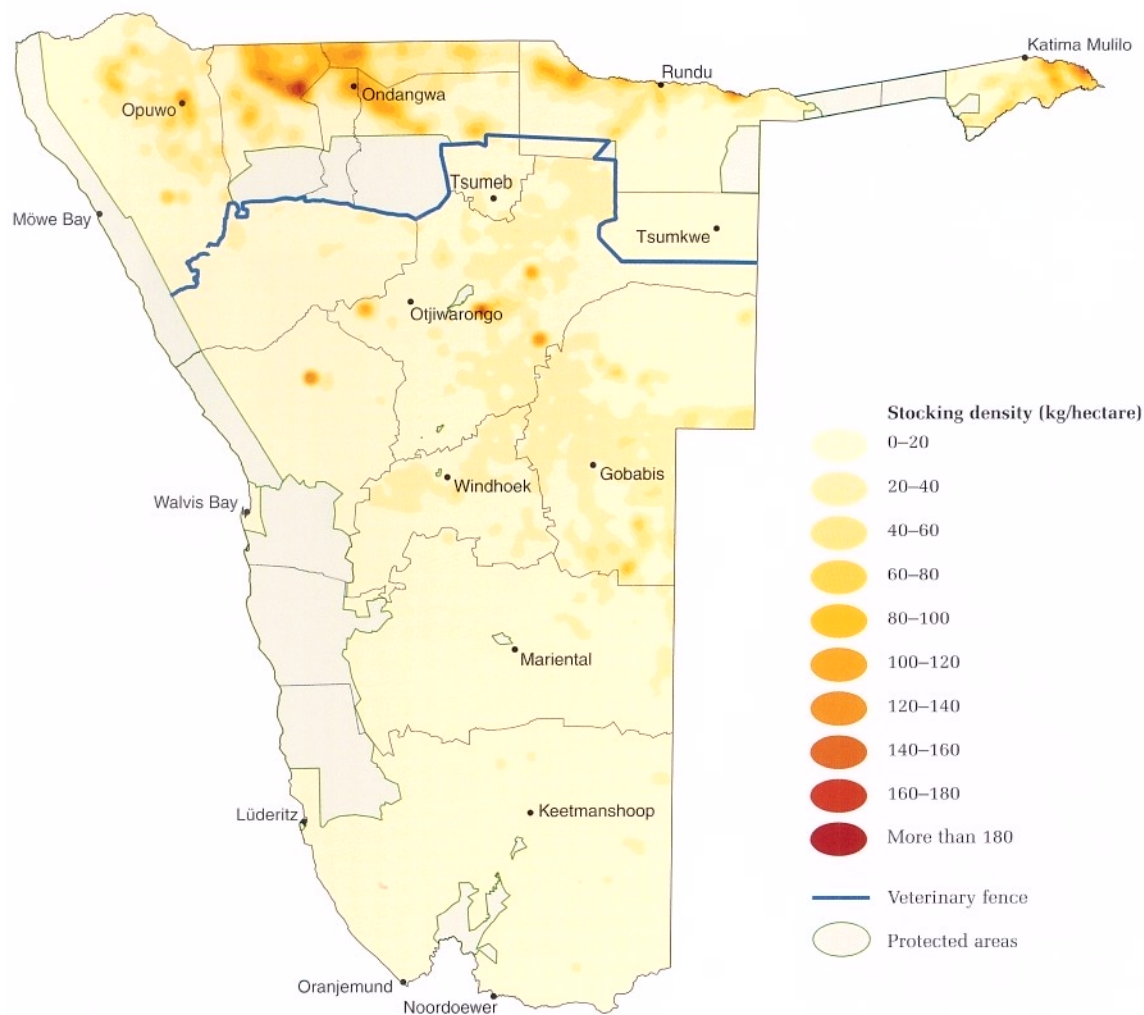 Katima Mulilo
Rundu
Ondangwa
Opuwo
Tsumeb
Möwe Bay
Tsumkwe
Otjiwarongo
Stocking density (kg/hectare)
0–20
20–40
40–60
60–80
80–100
100–120
120–140
140–160
160–180
More than 180
Veterinary fence
Protected areas
Gobabis
Windhoek
Walvis Bay
Mariental
Lüderitz
Keetmanshoop
Oranjemund
Noordoewer